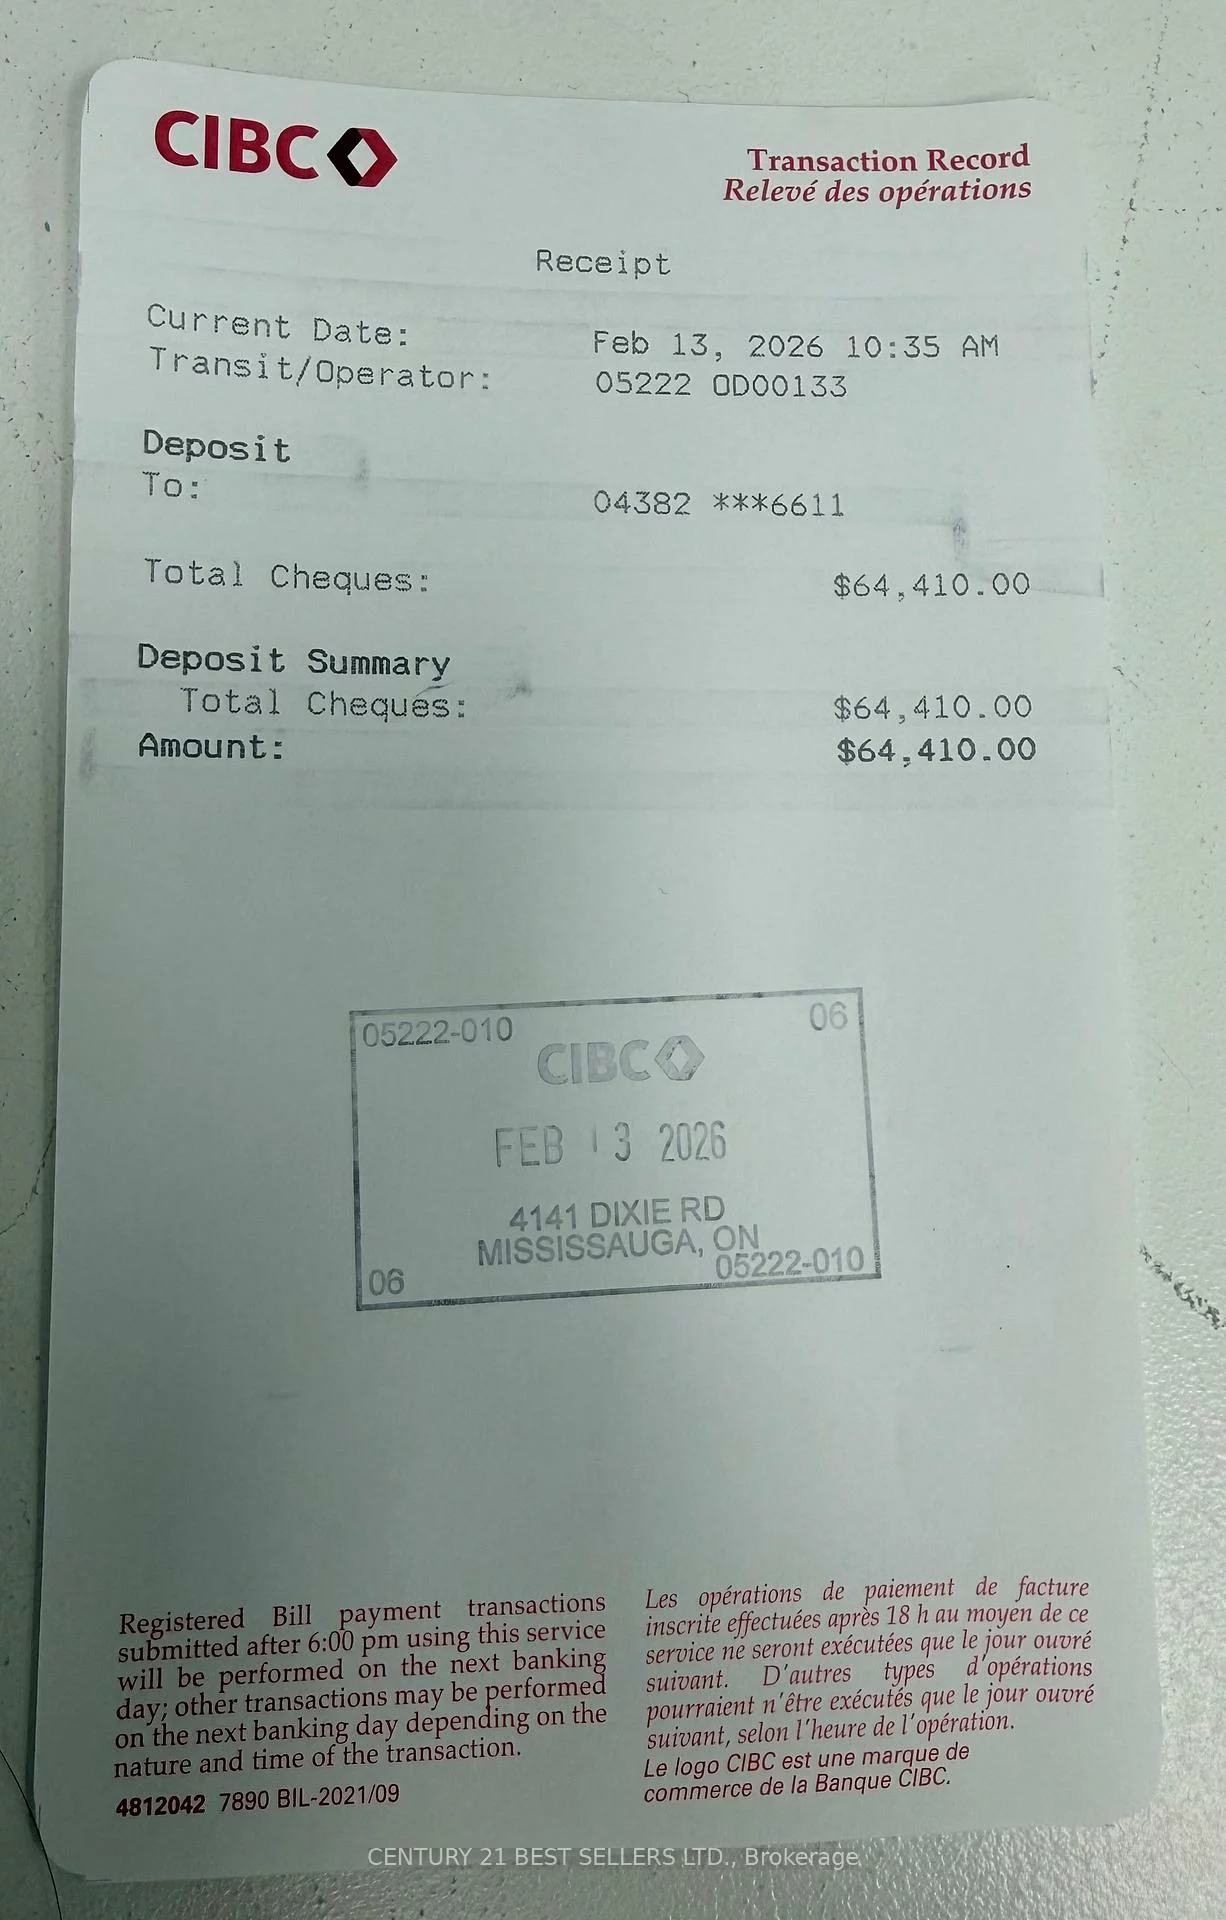 CIBC
Transaction Record
Relevé des opérations
Receipt
Current Date: Feb 13, 2026 10:35 AM
Transit/Operator: 05222 OD00133
Deposit
To: 04382 ***6611
Total Cheques: $64,410.00
Deposit Summary
Total Cheques: $64,410.00
Amount: $64,410.00
05222-010 06
CIBC
FEB 13 2026
4141 DIXIE RD
MISSISSAUGA, ON
06 05222-010
Registered Bill payment transactions
submitted after 6:00 pm using this service
will be performed on the next banking
day; other transactions may be performed
on the next banking day depending on the
nature and time of the transaction.
4812042 7890 BIL-2021/09
Les opérations de paiement de facture
inscrite effectuées après 18 h au moyen de ce
service ne seront exécutées que le jour ouvré
suivant. D'autres types d'opérations
pourraient n'être exécutés que le jour ouvré
suivant, selon l'heure de l'opération.
Le logo CIBC est une marque de
commerce de la Banque CIBC.
CENTURY 21 BEST SELLERS LTD., Brokerage